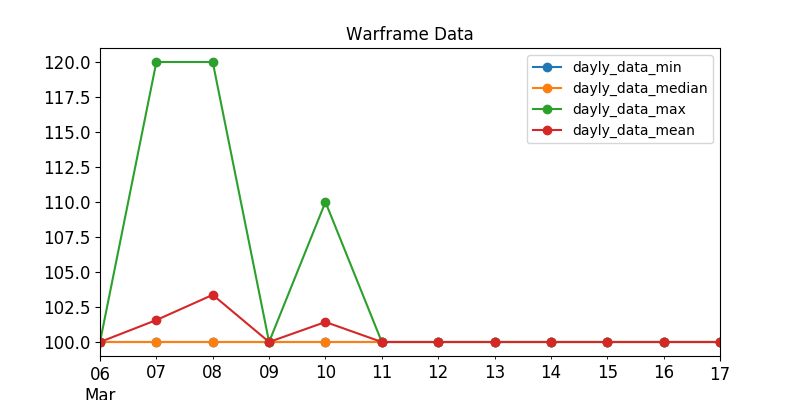 Warframe Data
dayly_data_min
dayly_data_median
dayly_data_max
dayly_data_mean
120.0
117.5
115.0
112.5
110.0
107.5
105.0
102.5
100.0
06 07 08 09 10 11 12 13 14 15 16 17
Mar